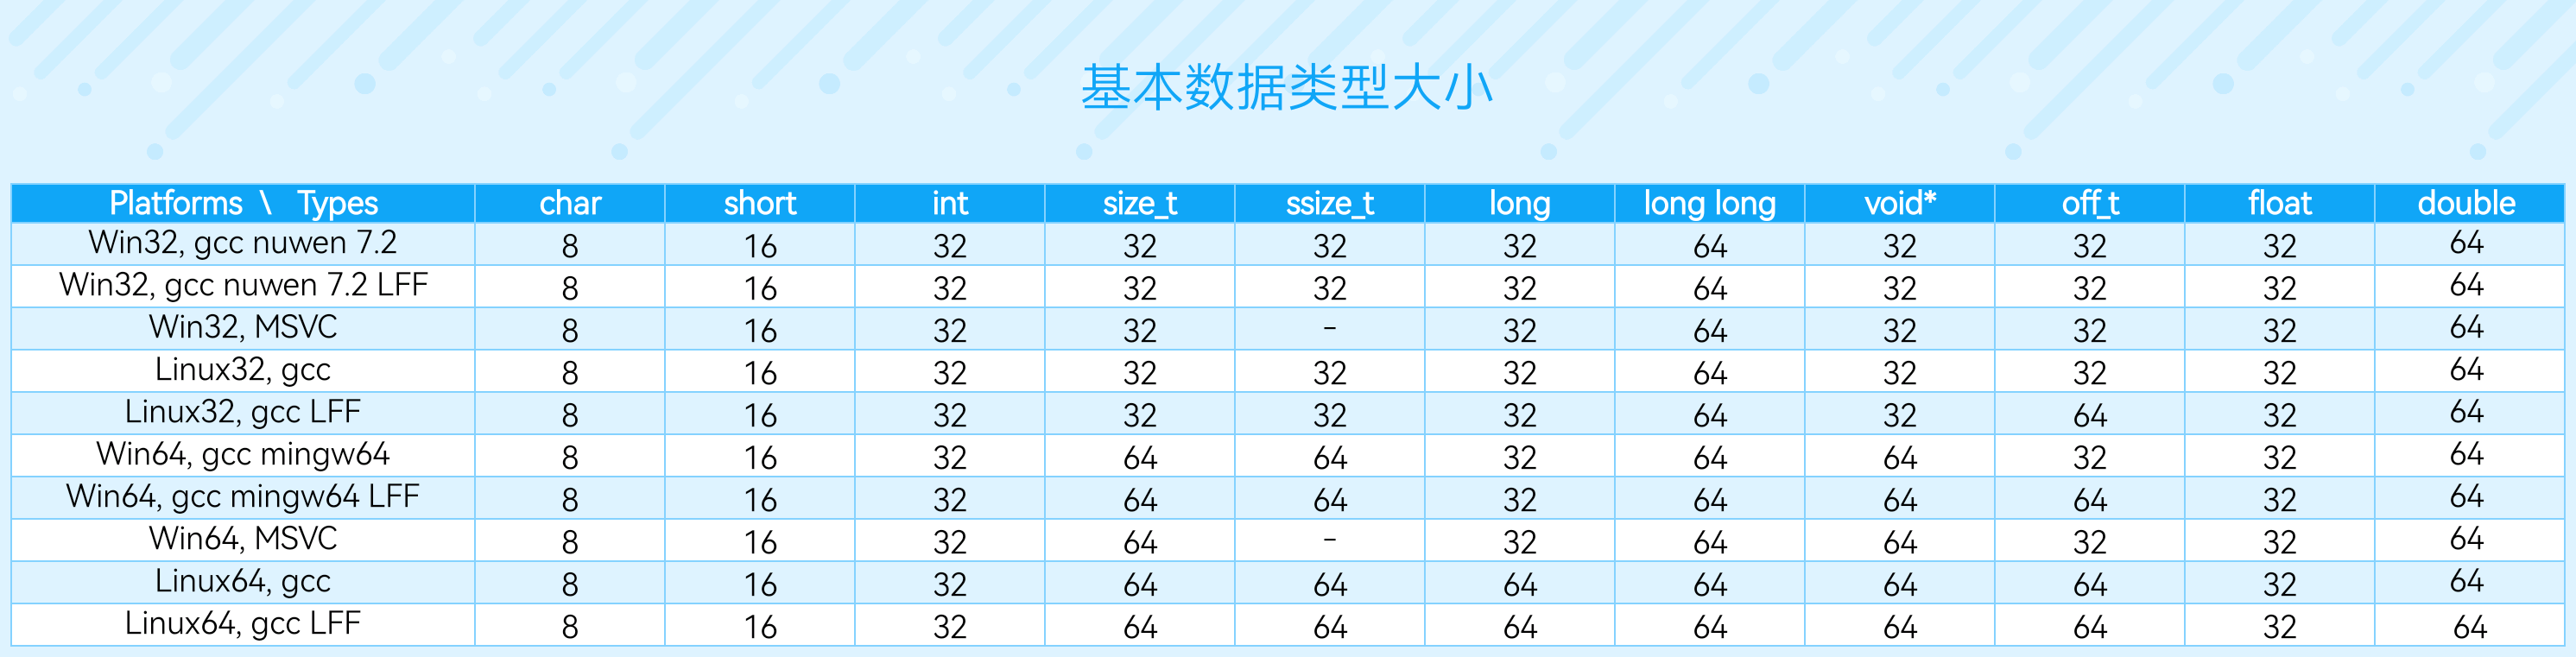 基本数据类型大小
Platforms \ Types char short int size_t ssize_t long long long void* off_t float double
Win32, gcc nuwen 7.2 8 16 32 32 32 32 64 32 32 32 64
Win32, gcc nuwen 7.2 LFF 8 16 32 32 32 32 64 32 32 32 64
Win32, MSVC 8 16 32 32 - 32 64 32 32 32 64
Linux32, gcc 8 16 32 32 32 32 64 32 32 32 64
Linux32, gcc LFF 8 16 32 32 32 32 64 32 64 32 64
Win64, gcc mingw64 8 16 32 64 64 32 64 64 32 32 64
Win64, gcc mingw64 LFF 8 16 32 64 64 32 64 64 64 32 64
Win64, MSVC 8 16 32 64 - 32 64 64 32 32 64
Linux64, gcc 8 16 32 64 64 64 64 64 64 32 64
Linux64, gcc LFF 8 16 32 64 64 64 64 64 64 32 64